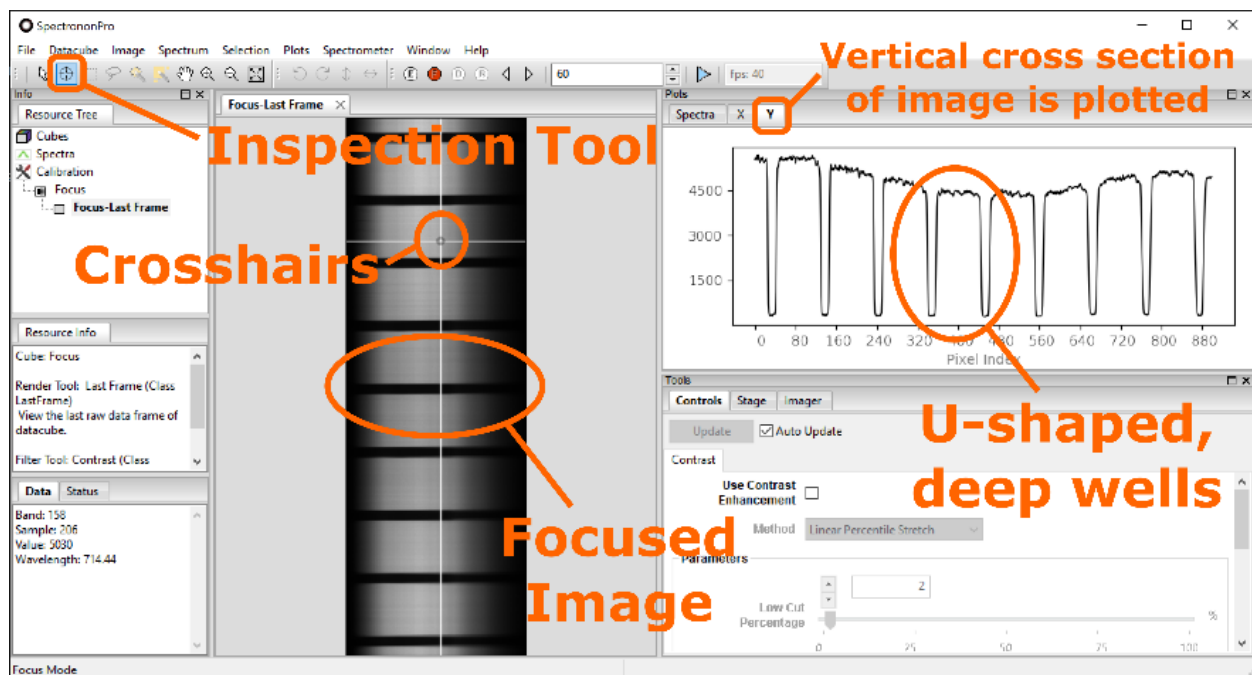 SpectrononPro
File Datacube Image Spectrum Selection Plots Spectrometer Window Help
60
fps: 40
Vertical cross section
of image is plotted
Info
Resource Tree
Cubes
Spectra
Calibration
Focus
Focus-Last Frame
Focus-Last Frame
Inspection Tool
Crosshairs
Focused
Image
Resource Info
Cube: Focus
Render Tool: Last Frame (Class
LastFrame)
View the last raw data frame of
datacube.
Filter Tool: Contrast (Class
Data Status
Band: 158
Sample: 206
Value: 5030
Wavelength: 714.44
Plots
Spectra X Y
4500
3000
1500
0 80 160 240 320 400 480 560 640 720 800 880
Pixel Index
U-shaped,
deep wells
Tools
Controls Stage Imager
Update Auto Update
Contrast
Use Contrast
Enhancement
Method Linear Percentile Stretch
Parameters
2
Low Cut
Percentage
%
0 25 50 75 100
Focus Mode